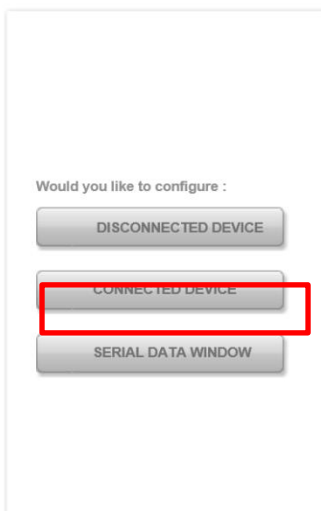 Would you like to configure :
DISCONNECTED DEVICE
CONNECTED DEVICE
SERIAL DATA WINDOW